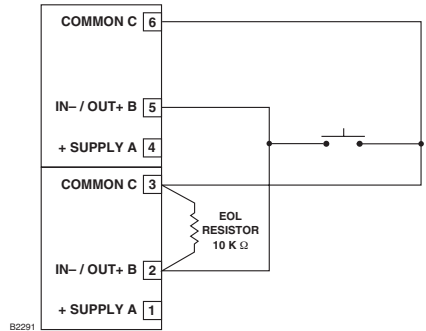 COMMON C 6
IN– / OUT+ B 5
+ SUPPLY A 4
COMMON C 3
EOL
RESISTOR
10 K Ω
IN– / OUT+ B 2
+ SUPPLY A 1
B2291